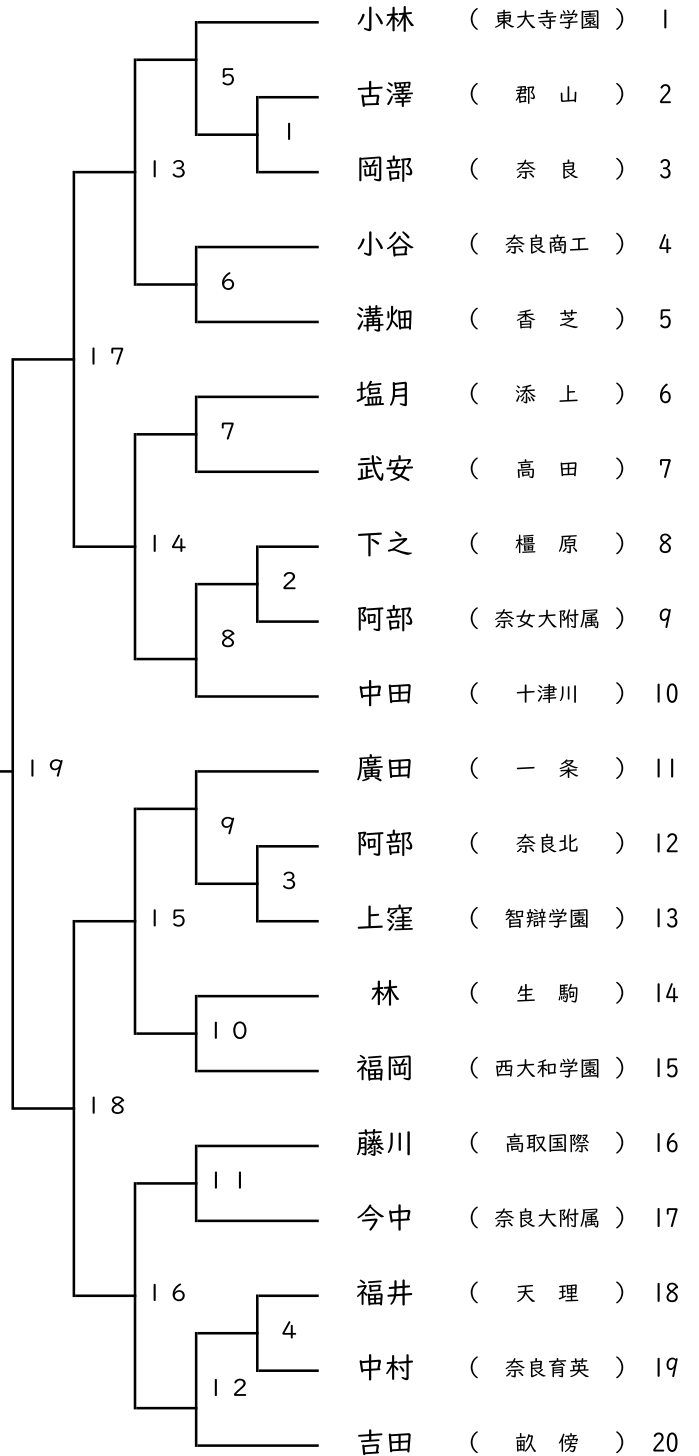 小林 ( 東大寺学園 ) 1
5
古澤 ( 郡 山 ) 2
1
岡部 ( 奈 良 ) 3
13
小谷 ( 奈良商工 ) 4
6
溝畑 ( 香 芝 ) 5
17
塩月 ( 添 上 ) 6
7
武安 ( 高 田 ) 7
14
下之 ( 橿 原 ) 8
2
阿部 ( 奈女大附属 ) 9
8
中田 ( 十津川 ) 10
19
廣田 ( 一 条 ) 11
9
阿部 ( 奈良北 ) 12
3
上窪 ( 智辯学園 ) 13
15
林 ( 生 駒 ) 14
10
福岡 ( 西大和学園 ) 15
18
藤川 ( 高取国際 ) 16
11
今中 ( 奈良大附属 ) 17
16
福井 ( 天 理 ) 18
4
中村 ( 奈良育英 ) 19
12
吉田 ( 畝 傍 ) 20